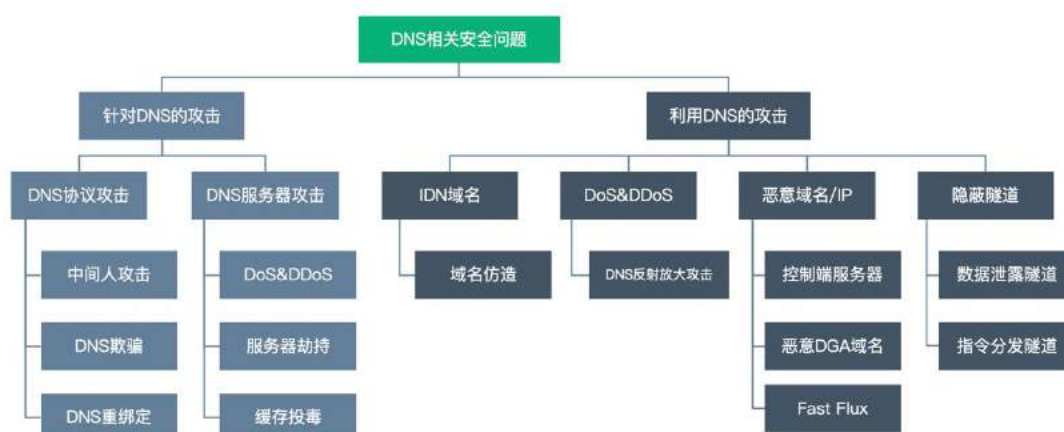 DNS相关安全问题
针对DNS的攻击
利用DNS的攻击
DNS协议攻击
DNS服务器攻击
IDN域名
DoS&DDoS
恶意域名/IP
隐蔽隧道
中间人攻击
DoS&DDoS
域名仿造
DNS反射放大攻击
控制端服务器
数据泄露隧道
DNS欺骗
服务器劫持
恶意DGA域名
指令分发隧道
DNS重绑定
缓存投毒
Fast Flux